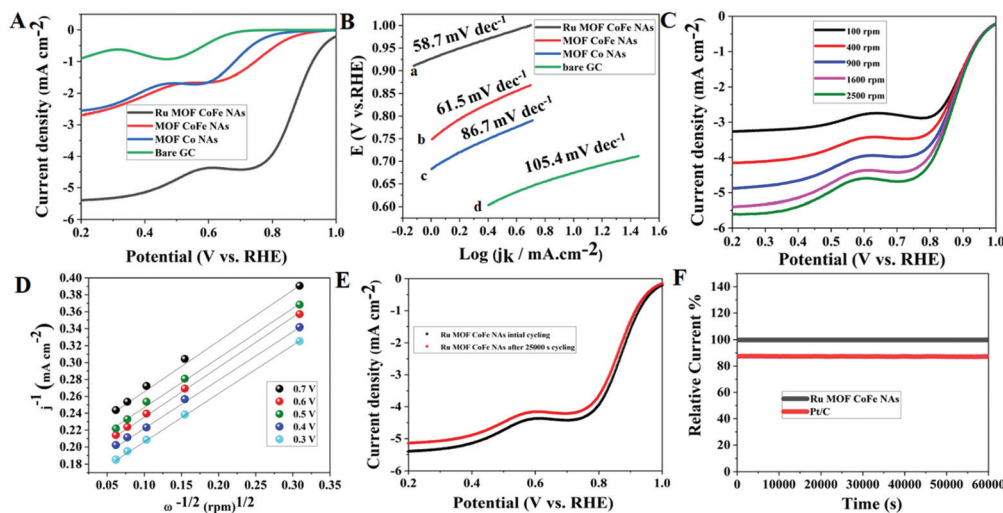 A
Current density (mA cm-2)
0
-1
-2
-3
-4
-5
-6
Ru MOF CoFe NAs
MOF CoFe NAs
MOF Co NAs
Bare GC
0.2 0.4 0.6 0.8 1.0
Potential (V vs. RHE)
B
E (V vs.RHE)
1.00
0.95
0.90
0.85
0.80
0.75
0.70
0.65
0.60
58.7 mV dec-1
61.5 mV dec-1
86.7 mV dec-1
105.4 mV dec-1
a
b
c
d
Ru MOF CoFe NAs
MOF CoFe NAs
MOF Co NAs
bare GC
-0.4 0.0 0.4 0.8 1.2 1.6
Log (jk / mA.cm-2)
C
Current density (mA cm-2)
0
-1
-2
-3
-4
-5
-6
-7
100 rpm
400 rpm
900 rpm
1600 rpm
2500 rpm
0.2 0.3 0.4 0.5 0.6 0.7 0.8 0.9 1.0
Potential (V vs. RHE)
D
j-1 (mA cm-2)
0.40
0.38
0.36
0.34
0.32
0.30
0.28
0.26
0.24
0.22
0.20
0.18
0.7 V
0.6 V
0.5 V
0.4 V
0.3 V
0.05 0.10 0.15 0.20 0.25 0.30
ω -1/2 (rpm)1/2
E
Current density (mA cm-2)
0
-1
-2
-3
-4
-5
-6
Ru MOF CoFe NAs intial cycling
Ru MOF CoFe NAs after 25000 s cycling
0.2 0.4 0.6 0.8 1.0
Potential (V vs. RHE)
F
Relative Current %
140
120
100
80
60
40
20
0
Ru MOF CoFe NAs
Pt/C
0 10000 20000 30000 40000 50000 60000
Time (s)